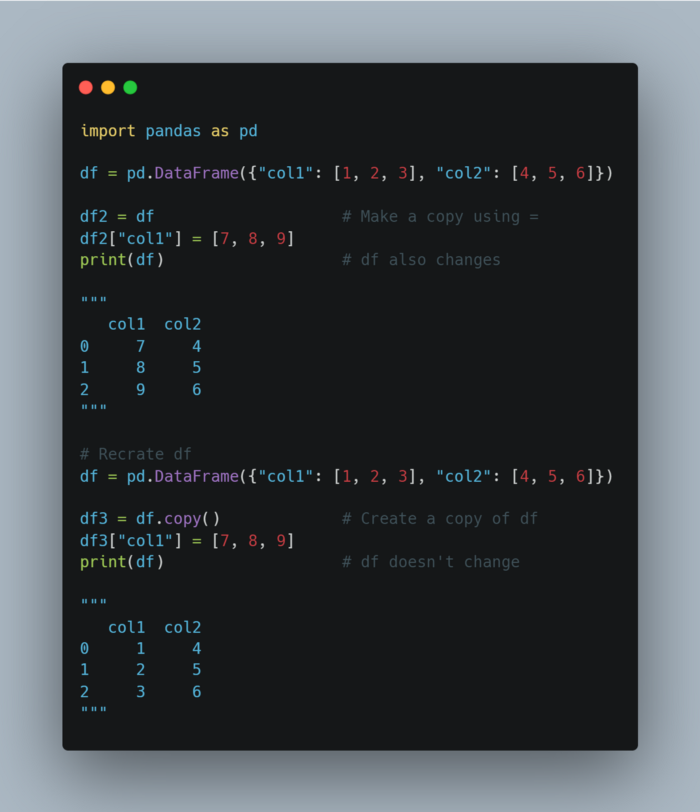 import pandas as pd
df = pd.DataFrame({"col1": [1, 2, 3], "col2": [4, 5, 6]})
df2 = df                    # Make a copy using =
df2["col1"] = [7, 8, 9]
print(df)                   # df also changes
"""
   col1  col2
0     7     4
1     8     5
2     9     6
"""
# Recrate df
df = pd.DataFrame({"col1": [1, 2, 3], "col2": [4, 5, 6]})
df3 = df.copy()             # Create a copy of df
df3["col1"] = [7, 8, 9]
print(df)                   # df doesn't change
"""
   col1  col2
0     1     4
1     2     5
2     3     6
"""